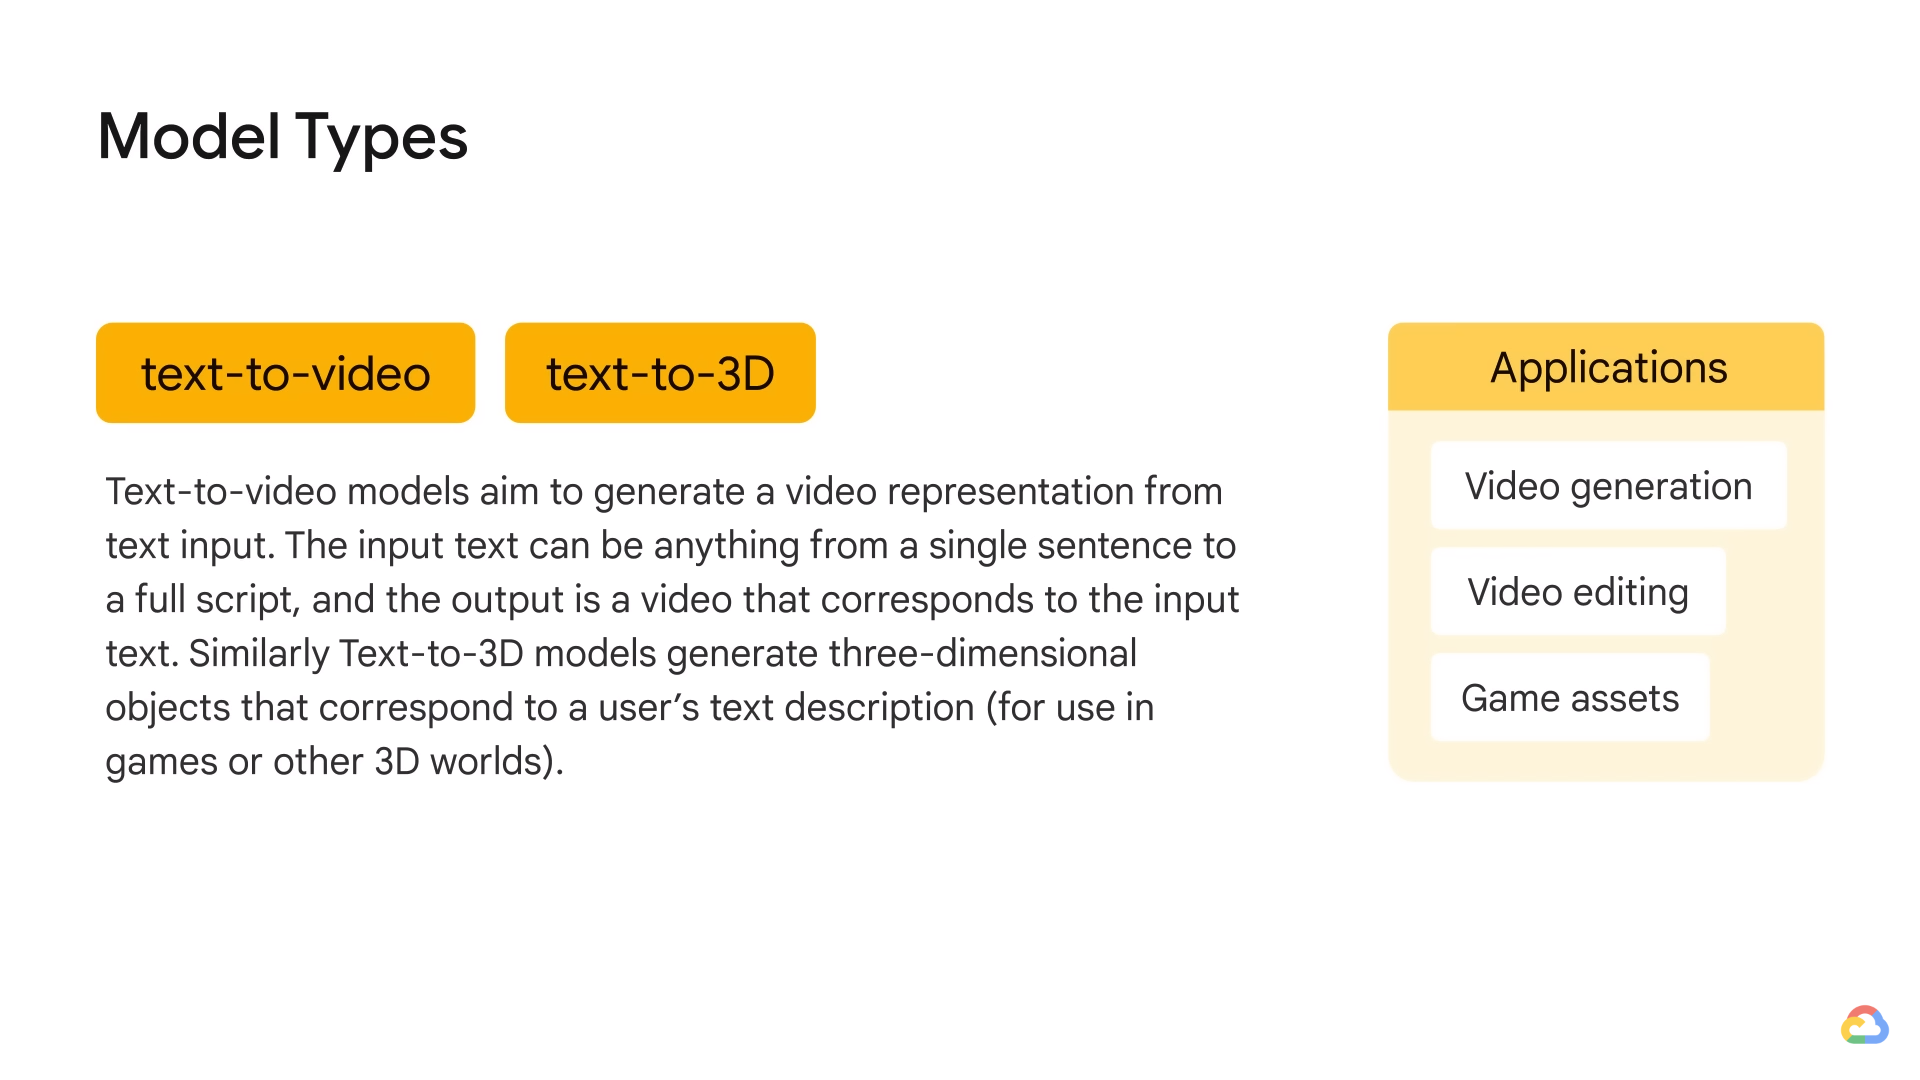 Model Types
text-to-video
text-to-3D
Text-to-video models aim to generate a video representation from
text input. The input text can be anything from a single sentence to
a full script, and the output is a video that corresponds to the input
text. Similarly Text-to-3D models generate three-dimensional
objects that correspond to a user’s text description (for use in
games or other 3D worlds).
Applications
Video generation
Video editing
Game assets